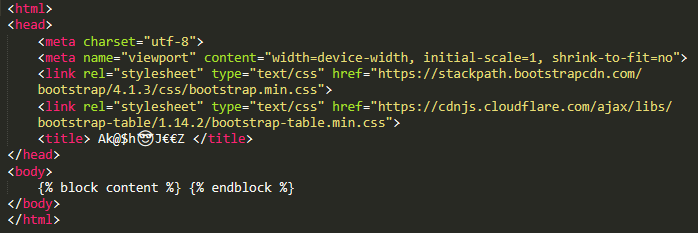 <html>
<head>
<meta charset="utf-8">
<meta name="viewport" content="width=device-width, initial-scale=1, shrink-to-fit=no">
<link rel="stylesheet" type="text/css" href="https://stackpath.bootstrapcdn.com/
bootstrap/4.1.3/css/bootstrap.min.css">
<link rel="stylesheet" type="text/css" href="https://cdnjs.cloudflare.com/ajax/libs/
bootstrap-table/1.14.2/bootstrap-table.min.css">
<title> Ak@$h😎J€€Z </title>
</head>
<body>
{% block content %} {% endblock %}
</body>
</html>